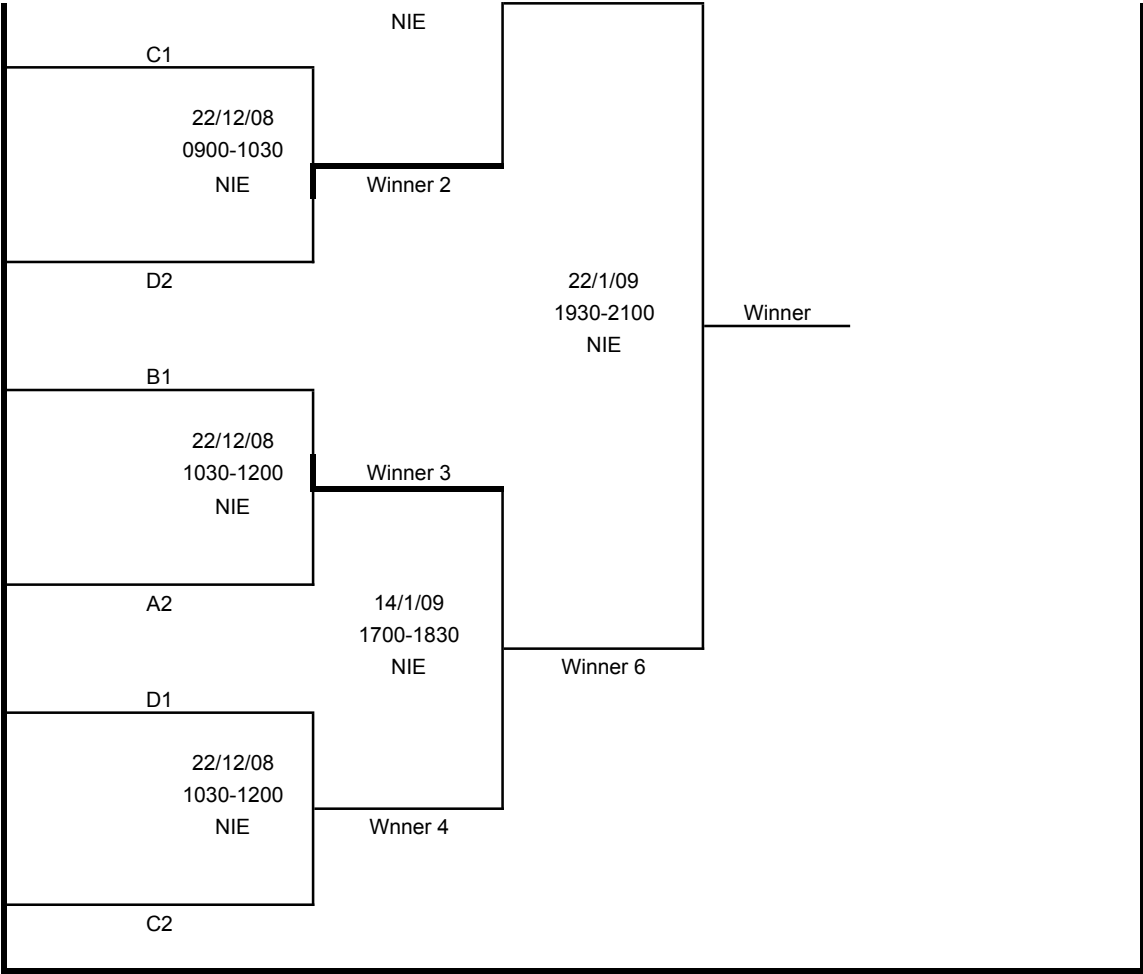 NIE
C1
22/12/08
0900-1030
NIE
Winner 2
D2
22/1/09
1930-2100
NIE
Winner
B1
22/12/08
1030-1200
NIE
Winner 3
A2
14/1/09
1700-1830
NIE
Winner 6
D1
22/12/08
1030-1200
NIE
Wnner 4
C2